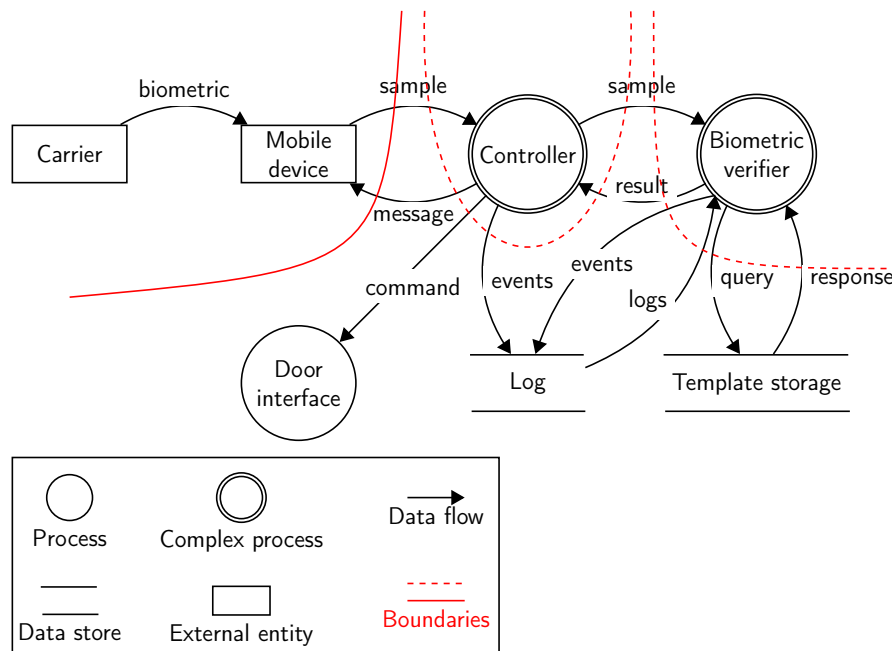 biometric
sample
sample
Carrier
Mobile
device
Controller
Biometric
verifier
result
message
events
command
events
logs
query
response
Door
interface
Log
Template storage
Process
Complex process
Data flow
Data store
External entity
Boundaries